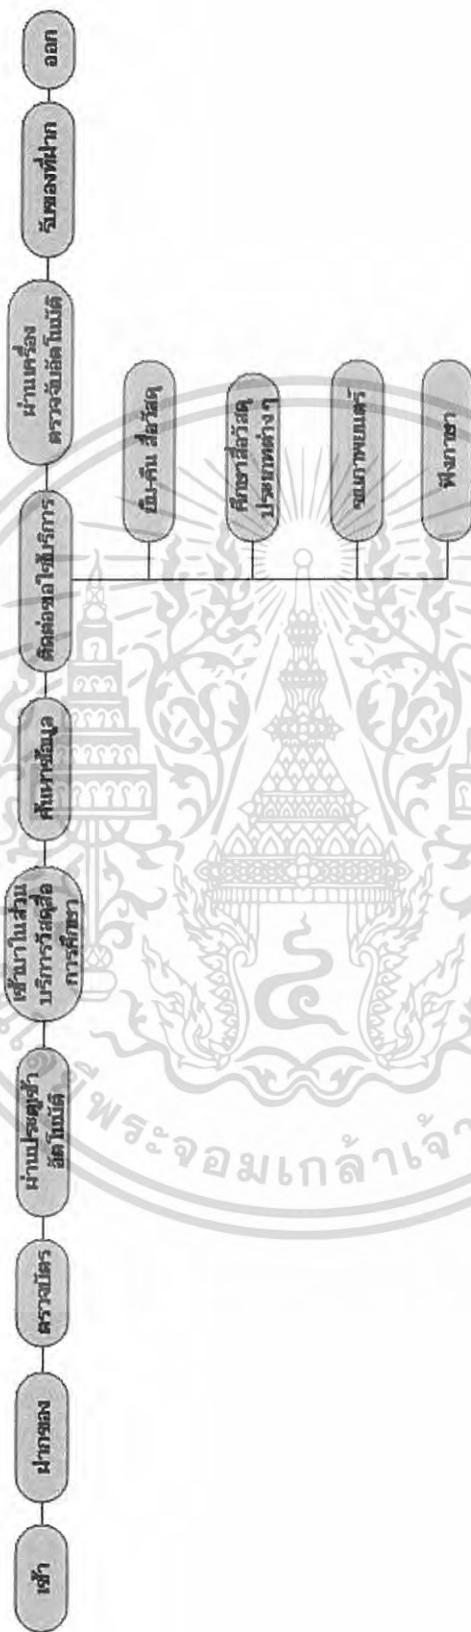 เข้า
ฝากของ
ตรวจบัตร
ผ่านประตูเข้า
อัตโนมัติ
เข้ามาในส่วน
บริการวัสดุสื่อ
การศึกษา
ค้นหาข้อมูล
ติดต่อขอใช้บริการ
ยืม-คืน สื่อวัสดุ
ศึกษาสื่อวัสดุ
ประเภทต่าง ๆ
ชมภาพยนตร์
ฟังภาษา
ผ่านเครื่อง
ตรวจจับอัตโนมัติ
รับของที่ฝาก
ออก
พระจอมเกล้าเจ้า